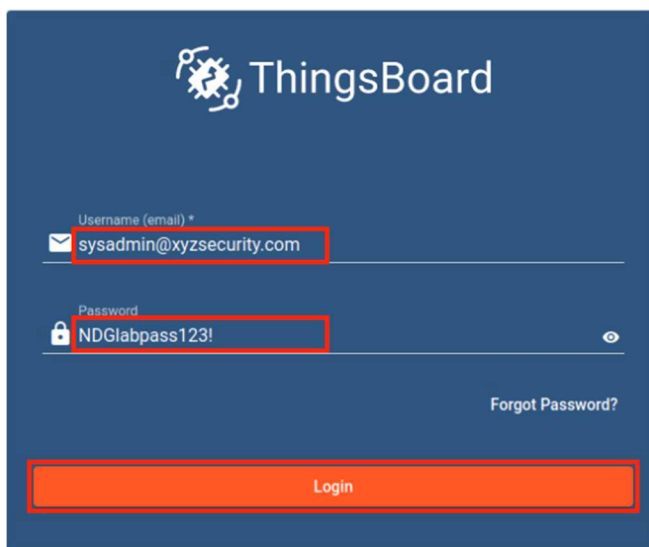 ThingsBoard
Username (email) *
sysadmin@xyzsecurity.com
Password
NDGlabpass123!
Forgot Password?
Login